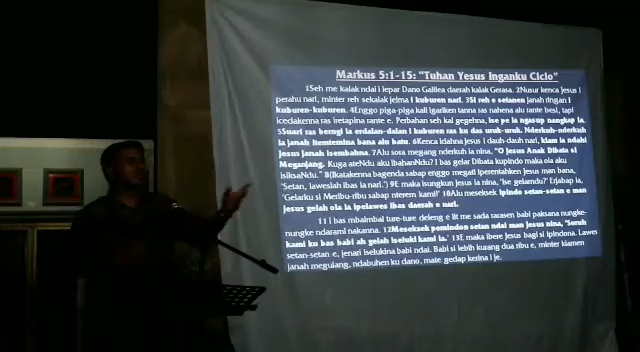 Markus 5:1-15: "Tuhan Yesus Inganku Ciclo"
1Seh me kalak ndai i lepar Dano Galilea daerah kalak Gerasa. 2Nusur kenca Jesus i
perahu nari, minter reh sekalak jelma i kuburen nari. 3Si reh e setanen janah ringan i
kuburen-kuburen. 4Enggo piga-piga kali igariken tanna ras nahena alu rante besi, tapi
icedakenna ras iretapina rante e. Perbahan seh kal gegehna, ise pe la ngasup nangkap ia.
5Suari ras berngi ia erdalan-dalan i kuburen ras ku das uruk-uruk. Nderkuh-nderkuh
ia janah itemtemina bana alu batu. 6Kenca idahna Jesus i dauh-dauh nari, kiam ia ndahi
Jesus janah isembahna. 7Alu sora megang nderkuh ia nina, "O Jesus Anak Dibata si
Meganjang, Kuga ateNdu aku ibahanNdu? I bas gelar Dibata kupindo maka ola aku
isiksaNdu." 8(Ikatakenna bagenda sabap enggo megati iperentahken Jesus man bana,
'Setan, lawes lah ibas ia nari.') 9E maka isungkun Jesus ia nina, "Ise gelarndu?" Erjabap ia,
"Gelarku si Meribu-ribu sabap nterem kami!" 10Alu meseksek ipindo setan-setan e man
Jesus gelah ola ia ipelawes ibas daerah e nari.
11 I bas mbalmbal ture-ture deleng e lit me sada rasasen babi paksana nungke-
nungke ndarami nakanna. 12Meseksek pemindon setan ndai man Jesus, nina, "Suruh
kami ku bas babi ah gelah iseluki kami ia." 13E maka ibere Jesus bagi si ipindona. Lawes
setan-setan e, jenari iselukina babi ndai. Babi si lebih kurang dua ribu e, minter kiamen
janah megulang, ndabuhen ku dano, mate gedap kerina i je.